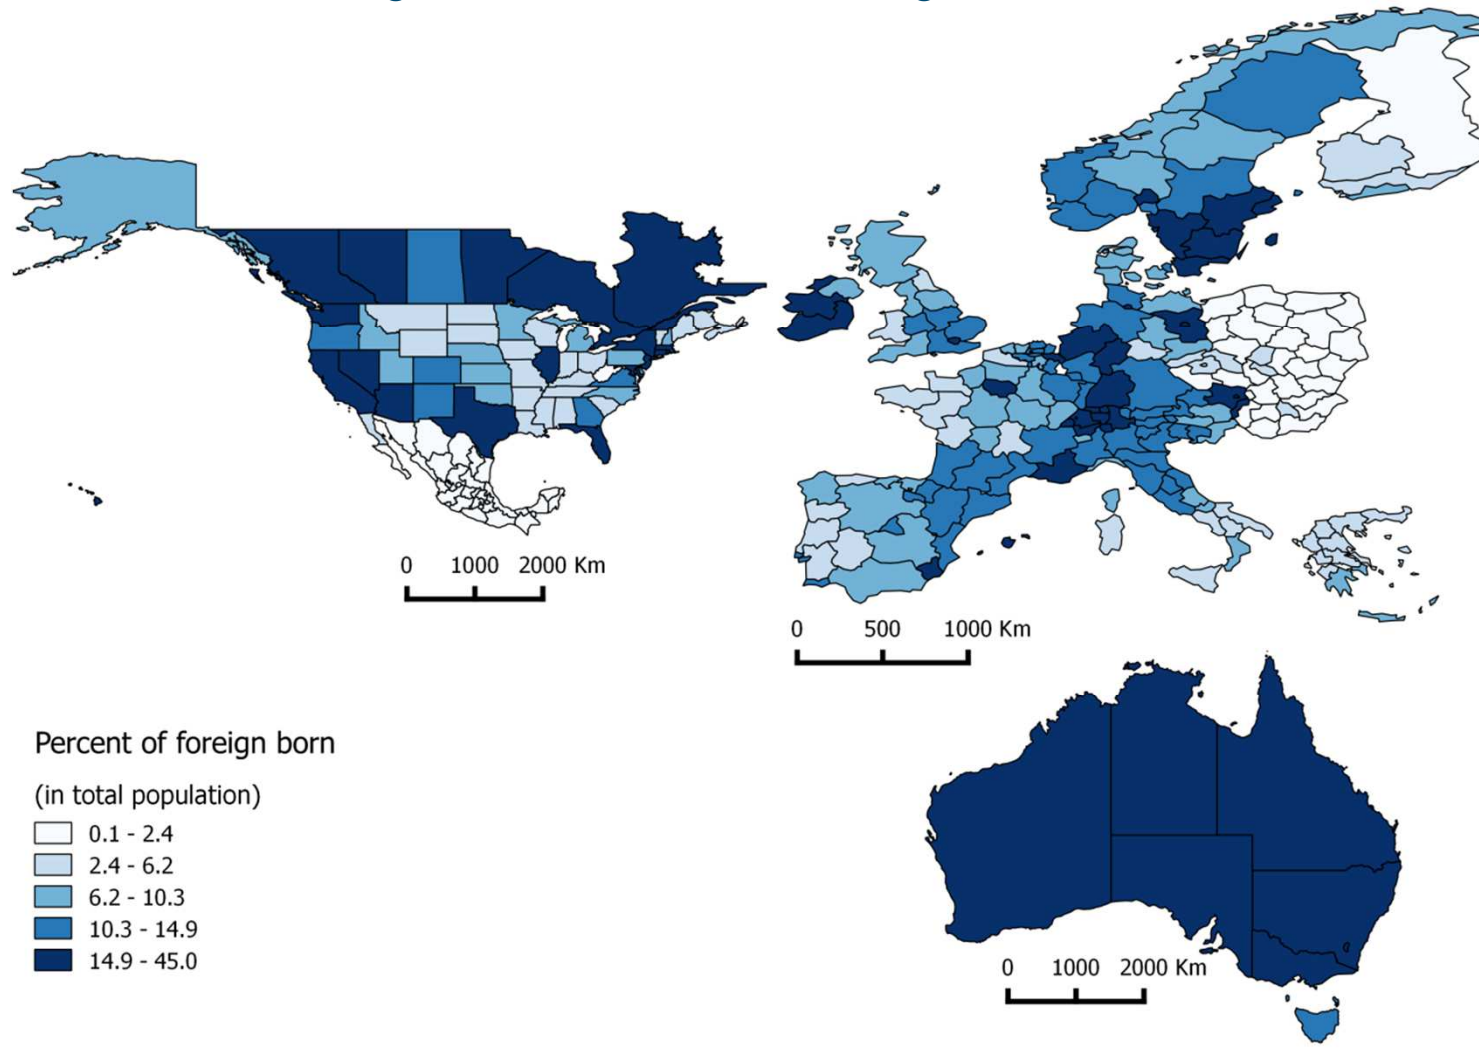 0 1000 2000 Km
0 500 1000 Km
Percent of foreign born
(in total population)
0.1 - 2.4
2.4 - 6.2
6.2 - 10.3
10.3 - 14.9
14.9 - 45.0
0 1000 2000 Km